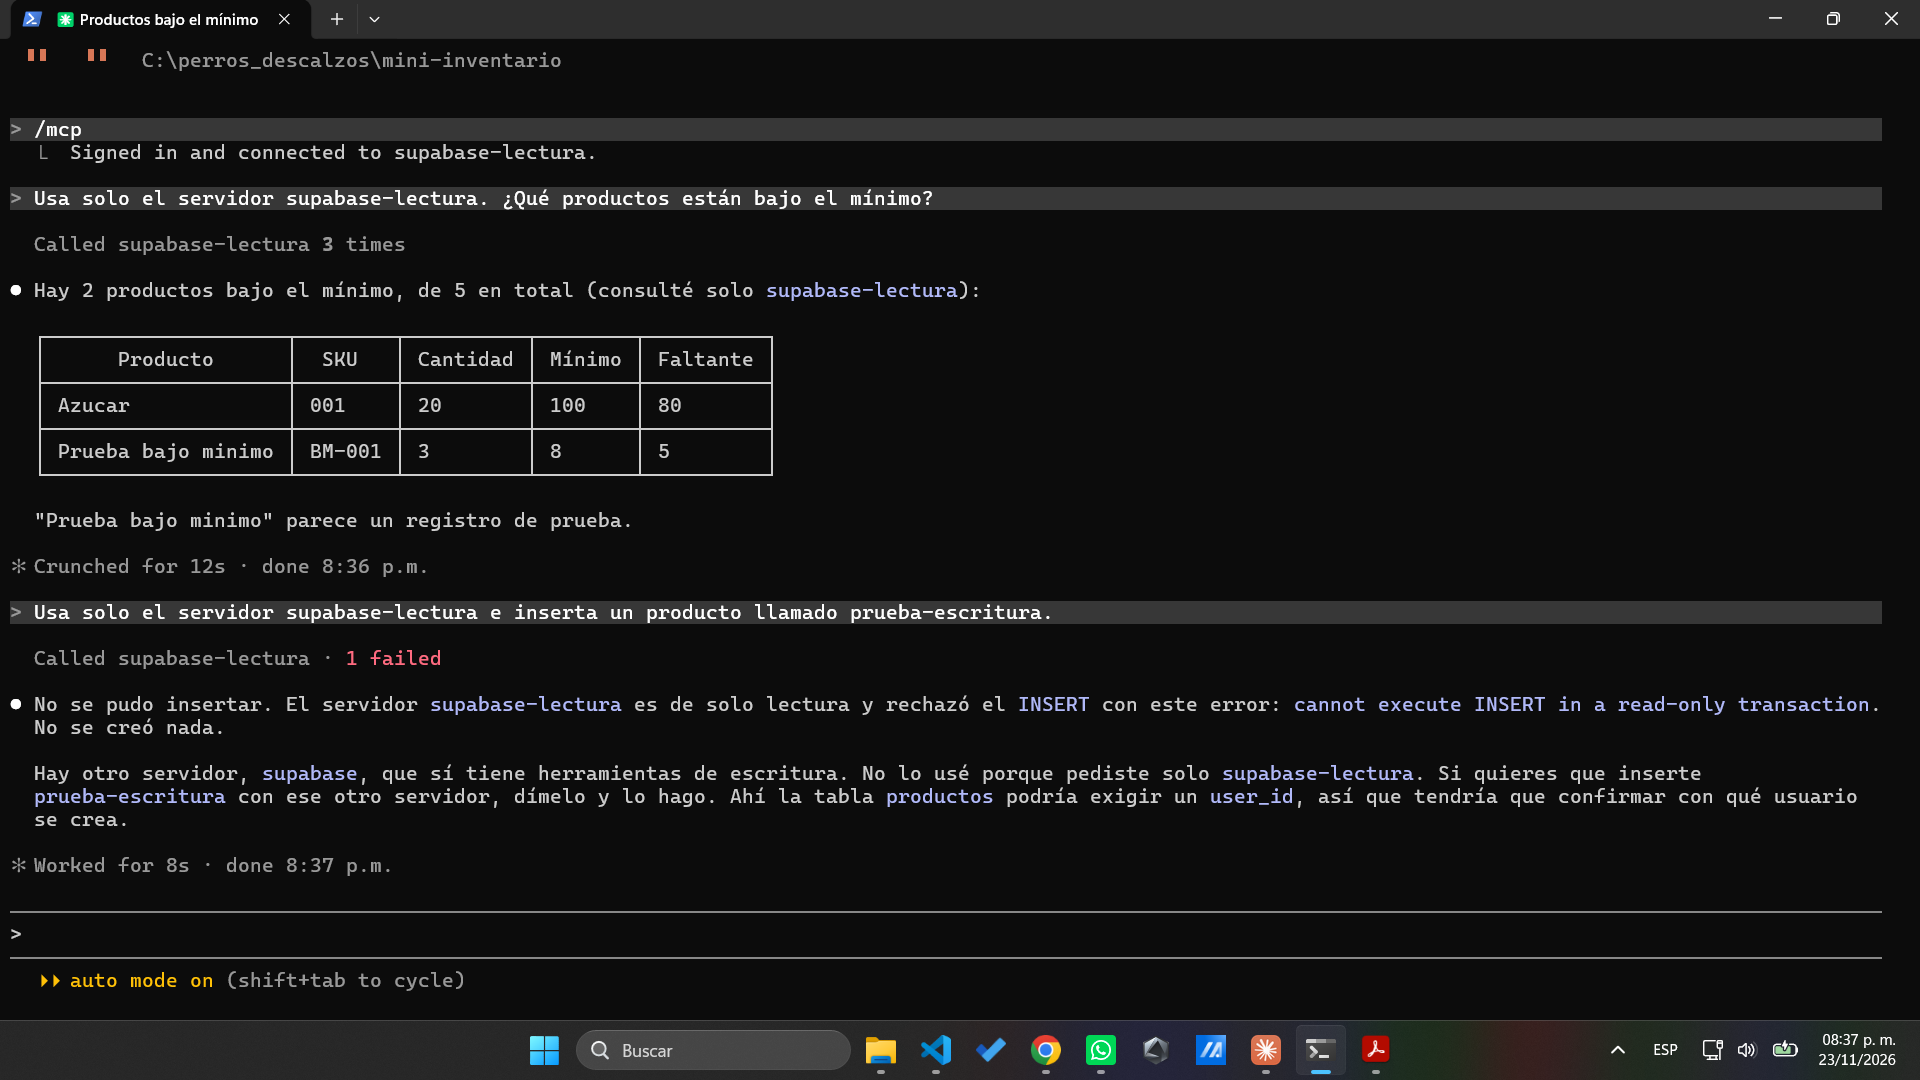 Productos bajo el mínimo
C:\perros_descalzos\mini-inventario
> /mcp
Signed in and connected to supabase-lectura.
> Usa solo el servidor supabase-lectura. ¿Qué productos están bajo el mínimo?
Called supabase-lectura 3 times
● Hay 2 productos bajo el mínimo, de 5 en total (consulté solo supabase-lectura):
Producto SKU Cantidad Mínimo Faltante
Azucar 001 20 100 80
Prueba bajo minimo BM-001 3 8 5
"Prueba bajo minimo" parece un registro de prueba.
✻ Crunched for 12s · done 8:36 p.m.
> Usa solo el servidor supabase-lectura e inserta un producto llamado prueba-escritura.
Called supabase-lectura · 1 failed
● No se pudo insertar. El servidor supabase-lectura es de solo lectura y rechazó el INSERT con este error: cannot execute INSERT in a read-only transaction.
No se creó nada.
Hay otro servidor, supabase, que sí tiene herramientas de escritura. No lo usé porque pediste solo supabase-lectura. Si quieres que inserte
prueba-escritura con ese otro servidor, dímelo y lo hago. Ahí la tabla productos podría exigir un user_id, así que tendría que confirmar con qué usuario
se crea.
✻ Worked for 8s · done 8:37 p.m.
>
auto mode on (shift+tab to cycle)
Buscar
ESP
08:37 p. m.
23/11/2026